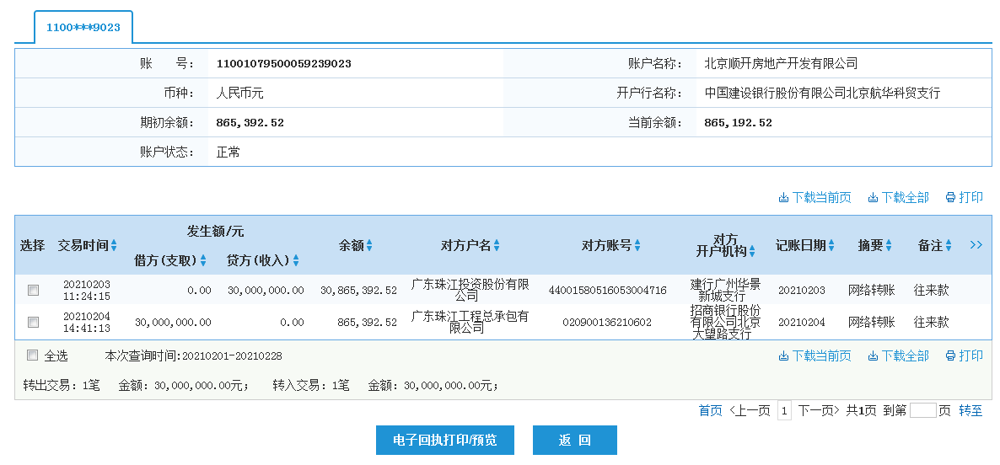 1100***9023
账 号： 11001079500059239023 账户名称： 北京顺开房地产开发有限公司
币种： 人民币元 开户行名称： 中国建设银行股份有限公司北京航华科贸支行
期初余额： 865,392.52 当前余额： 865,192.52
账户状态： 正常
下载当前页 下载全部 打印
选择 交易时间 发生额/元 余额 对方户名 对方账号 对方 记账日期 摘要 备注 >>
借方(支取) 贷方(收入) 开户机构
20210203 0.00 30,000,000.00 30,865,392.52 广东珠江投资股份有限 44001580516053004716 建行广州华景 20210203 网络转账 往来款
11:24:15 公司 新城支行
20210204 30,000,000.00 0.00 865,392.52 广东珠江工程总承包有 020900136210602 招商银行股份 20210204 网络转账 往来款
14:41:13 限公司 有限公司北京
大望路支行
全选 本次查询时间:20210201-20210228 下载当前页 下载全部 打印
转出交易：1笔 金额：30,000,000.00元； 转入交易：1笔 金额：30,000,000.00元；
首页 <上一页 1 下一页> 共1页 到第 页 转至
电子回执打印/预览 返 回